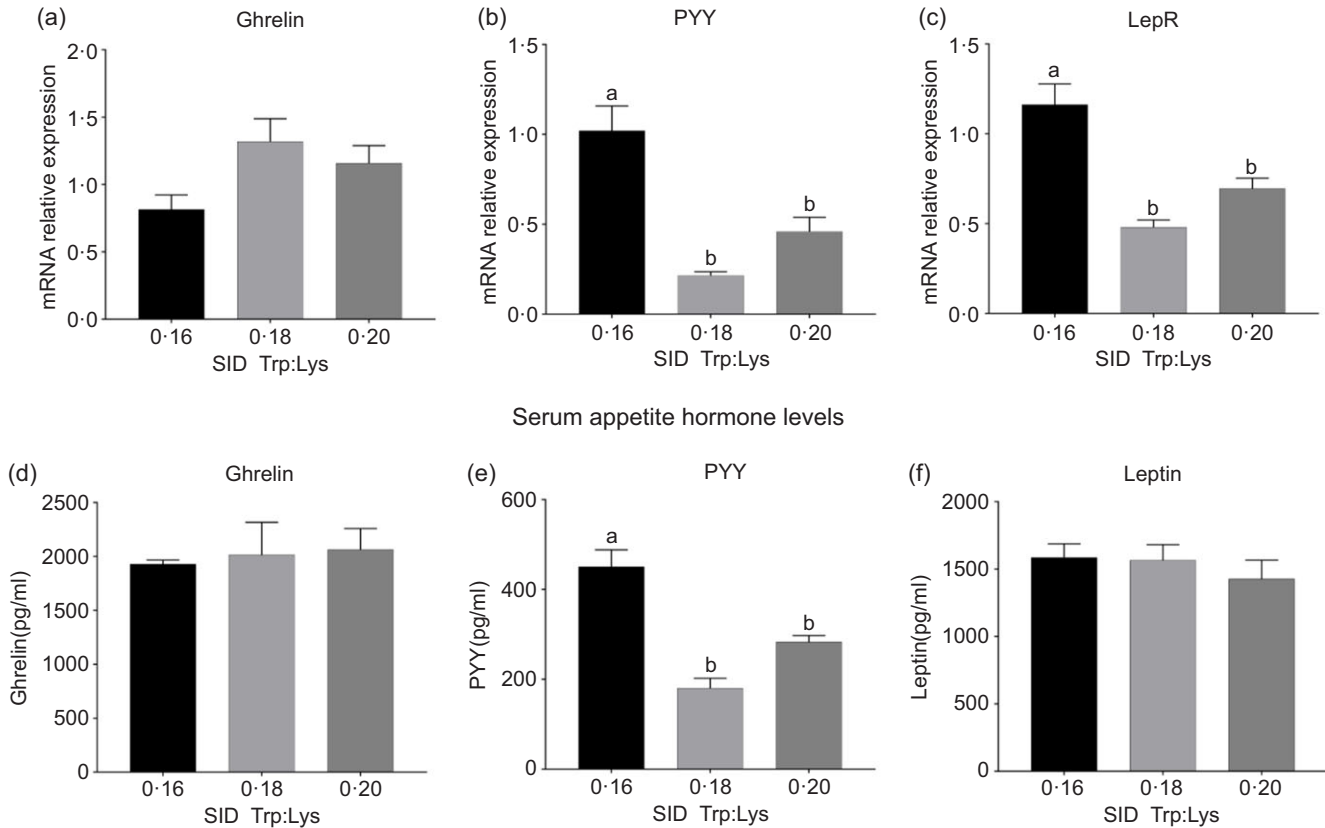 (a)
Ghrelin
mRNA relative expression
2·0
1·5
1·0
0·5
0·0
0·16 0·18 0·20
SID Trp:Lys
(b)
PYY
mRNA relative expression
1·5
1·0
0·5
0·0
a
b
b
0·16 0·18 0·20
SID Trp:Lys
(c)
LepR
mRNA relative expression
1·5
1·0
0·5
0·0
a
b
b
0·16 0·18 0·20
SID Trp:Lys
Serum appetite hormone levels
(d)
Ghrelin
Ghrelin(pg/ml)
2500
2000
1500
1000
500
0
0·16 0·18 0·20
SID Trp:Lys
(e)
PYY
PYY(pg/ml)
600
400
200
0
a
b
b
0·16 0·18 0·20
SID Trp:Lys
(f)
Leptin
Leptin(pg/ml)
2000
1500
1000
500
0
0·16 0·18 0·20
SID Trp:Lys